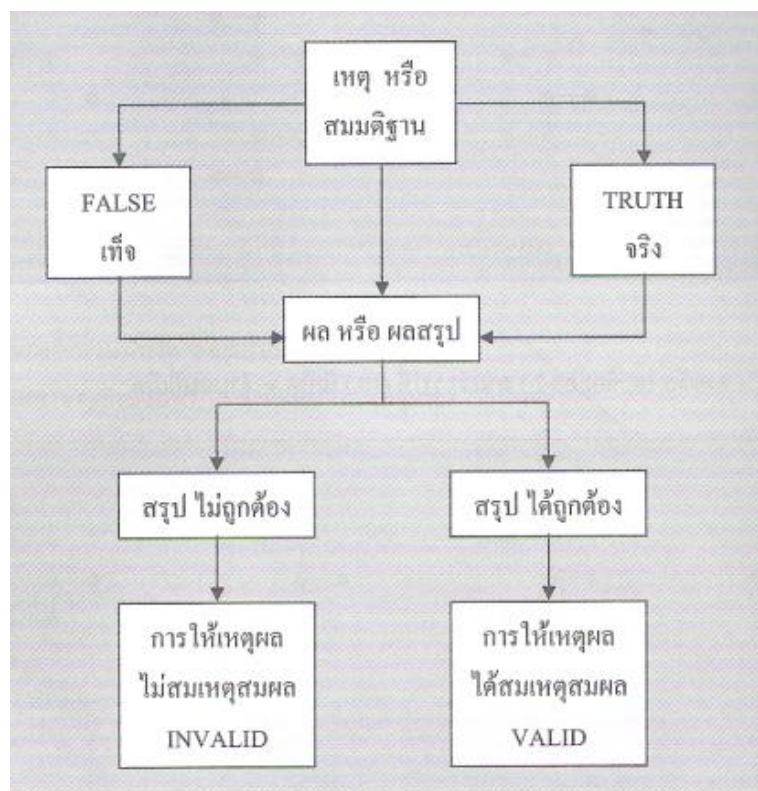 เหตุ หรือ
สมมติฐาน
FALSE
เท็จ
TRUTH
จริง
ผล หรือ ผลสรุป
สรุป ไม่ถูกต้อง
สรุป ได้ถูกต้อง
การให้เหตุผล
ไม่สมเหตุสมผล
INVALID
การให้เหตุผล
ได้สมเหตุสมผล
VALID